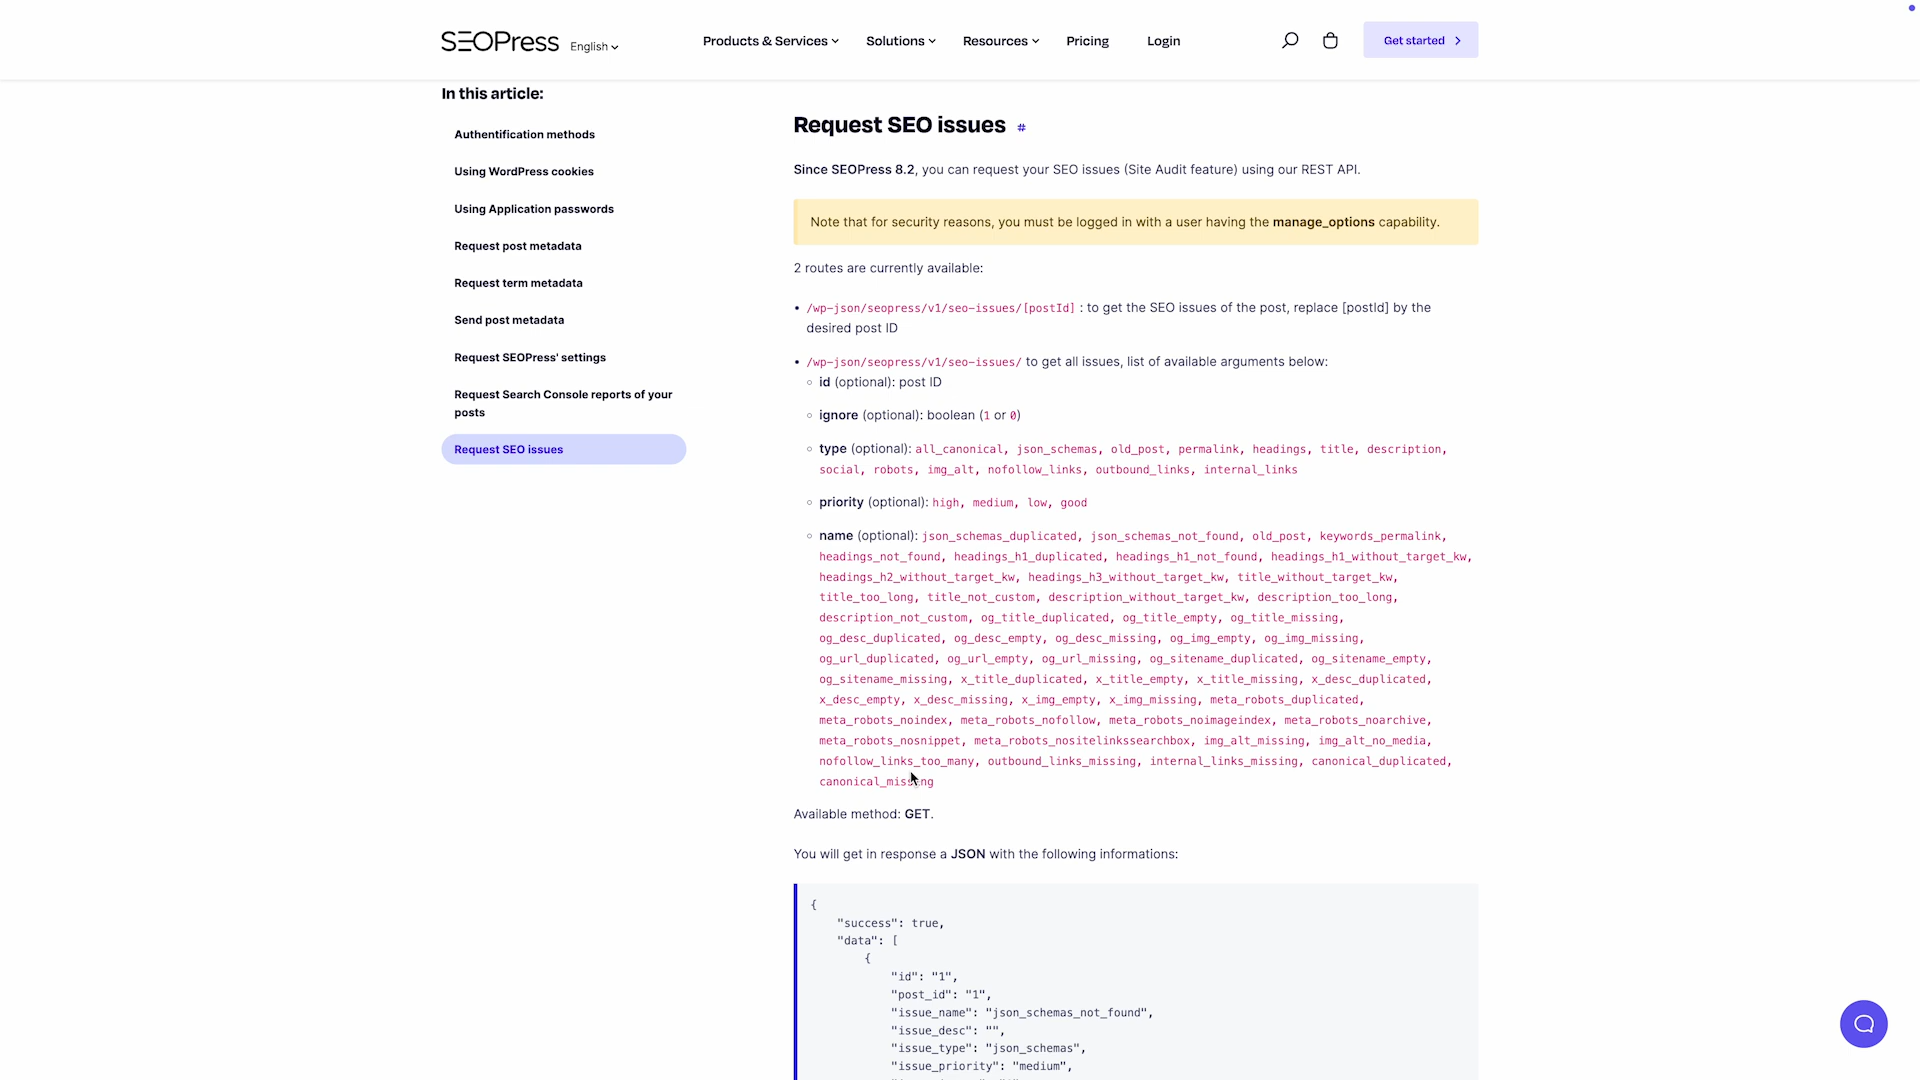 SEOPress
English
Products & Services
Solutions
Resources
Pricing
Login
Get started
In this article:
Authentification methods
Using WordPress cookies
Using Application passwords
Request post metadata
Request term metadata
Send post metadata
Request SEOPress' settings
Request Search Console reports of your
posts
Request SEO issues
Request SEO issues #
Since SEOPress 8.2, you can request your SEO issues (Site Audit feature) using our REST API.
Note that for security reasons, you must be logged in with a user having the manage_options capability.
2 routes are currently available:
• /wp-json/seopress/v1/seo-issues/[postId] : to get the SEO issues of the post, replace [postId] by the
desired post ID
• /wp-json/seopress/v1/seo-issues/ to get all issues, list of available arguments below:
◦ id (optional): post ID
◦ ignore (optional): boolean (1 or 0)
◦ type (optional): all_canonical, json_schemas, old_post, permalink, headings, title, description,
social, robots, img_alt, nofollow_links, outbound_links, internal_links
◦ priority (optional): high, medium, low, good
◦ name (optional): json_schemas_duplicated, json_schemas_not_found, old_post, keywords_permalink,
headings_not_found, headings_h1_duplicated, headings_h1_not_found, headings_h1_without_target_kw,
headings_h2_without_target_kw, headings_h3_without_target_kw, title_without_target_kw,
title_too_long, title_not_custom, description_without_target_kw, description_too_long,
description_not_custom, og_title_duplicated, og_title_empty, og_title_missing,
og_desc_duplicated, og_desc_empty, og_desc_missing, og_img_empty, og_img_missing,
og_url_duplicated, og_url_empty, og_url_missing, og_sitename_duplicated, og_sitename_empty,
og_sitename_missing, x_title_duplicated, x_title_empty, x_title_missing, x_desc_duplicated,
x_desc_empty, x_desc_missing, x_img_empty, x_img_missing, meta_robots_duplicated,
meta_robots_noindex, meta_robots_nofollow, meta_robots_noimageindex, meta_robots_noarchive,
meta_robots_nosnippet, meta_robots_nositelinkssearchbox, img_alt_missing, img_alt_no_media,
nofollow_links_too_many, outbound_links_missing, internal_links_missing, canonical_duplicated,
canonical_missing
Available method: GET.
You will get in response a JSON with the following informations:
{
"success": true,
"data": [
{
"id": "1",
"post_id": "1",
"issue_name": "json_schemas_not_found",
"issue_desc": "",
"issue_type": "json_schemas",
"issue_priority": "medium",